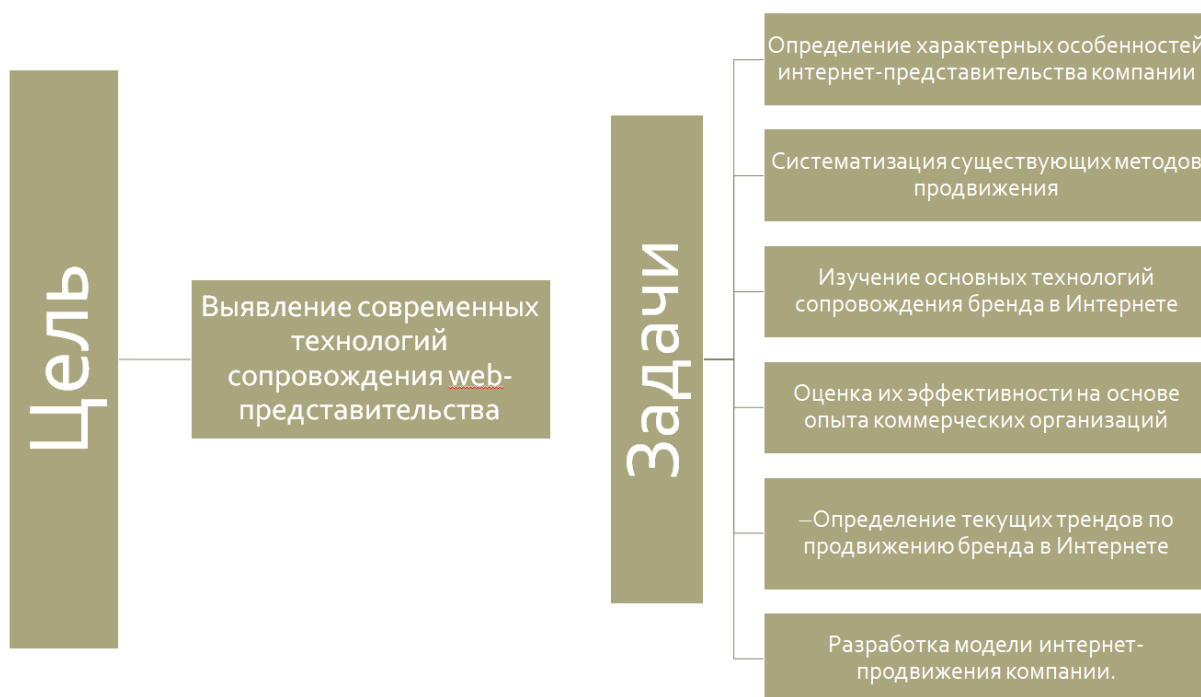 Цель
Выявление современных
технологий
сопровождения web-
представительства
Задачи
Определение характерных особенностей
интернет-представительства компании
Систематизация существующих методов
продвижения
Изучение основных технологий
сопровождения бренда в Интернете
Оценка их эффективности на основе
опыта коммерческих организаций
–Определение текущих трендов по
продвижению бренда в Интернете
Разработка модели интернет-
продвижения компании.